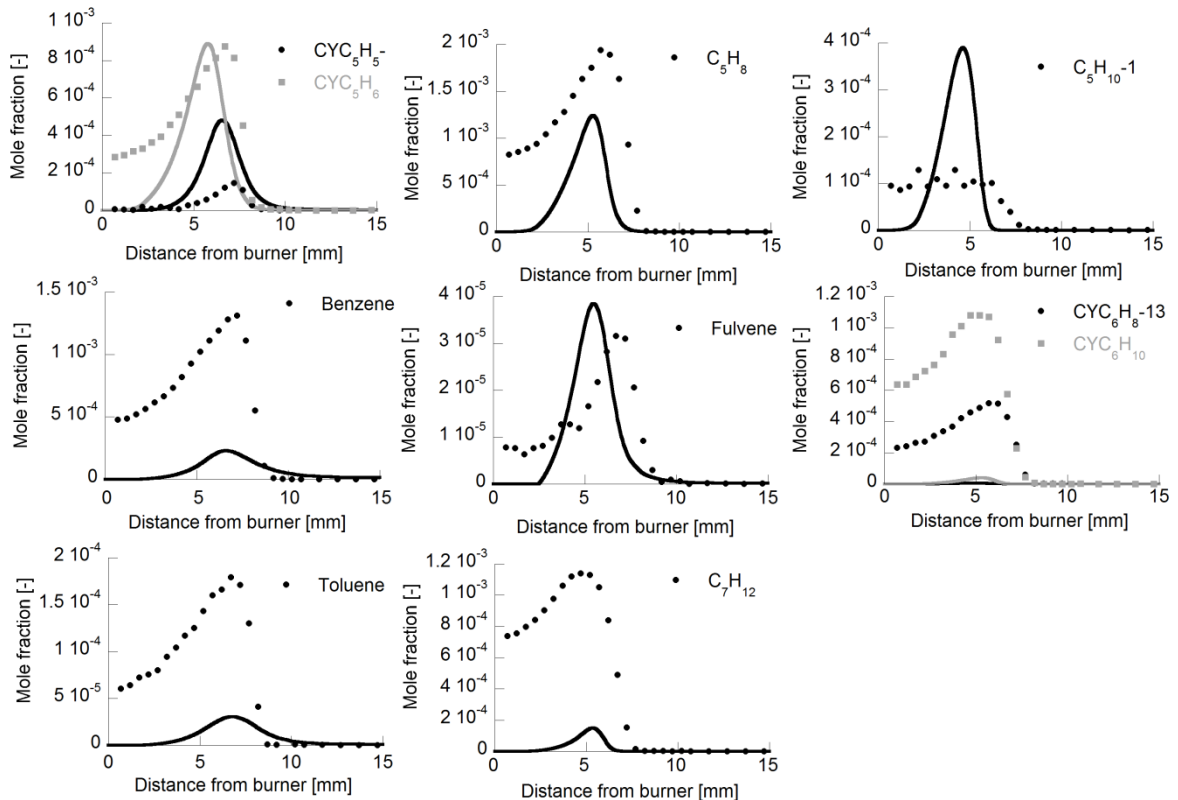 1 10⁻³
8 10⁻⁴
6 10⁻⁴
4 10⁻⁴
2 10⁻⁴
0
Mole fraction [-]
CYC₅H₅-
CYC₅H₆
0 5 10 15
Distance from burner [mm]
2 10⁻³
2 10⁻³
1 10⁻³
5 10⁻⁴
0
Mole fraction [-]
C₅H₈
0 5 10 15
Distance from burner [mm]
4 10⁻⁴
3 10⁻⁴
2 10⁻⁴
1 10⁻⁴
0
Mole fraction [-]
C₅H₁₀-1
0 5 10 15
Distance from burner [mm]
1.5 10⁻³
1 10⁻³
5 10⁻⁴
0
Mole fraction [-]
Benzene
0 5 10 15
Distance from burner [mm]
4 10⁻⁵
3 10⁻⁵
2 10⁻⁵
1 10⁻⁵
0
Mole fraction [-]
Fulvene
0 5 10 15
Distance from burner [mm]
1.2 10⁻³
1 10⁻³
8 10⁻⁴
6 10⁻⁴
4 10⁻⁴
2 10⁻⁴
0
Mole fraction [-]
CYC₆H₈-13
CYC₆H₁₀
0 5 10 15
Distance from burner [mm]
2 10⁻⁴
1.5 10⁻⁴
1 10⁻⁴
5 10⁻⁵
0
Mole fraction [-]
Toluene
0 5 10 15
Distance from burner [mm]
1.2 10⁻³
1 10⁻³
8 10⁻⁴
6 10⁻⁴
4 10⁻⁴
2 10⁻⁴
0
Mole fraction [-]
C₇H₁₂
0 5 10 15
Distance from burner [mm]